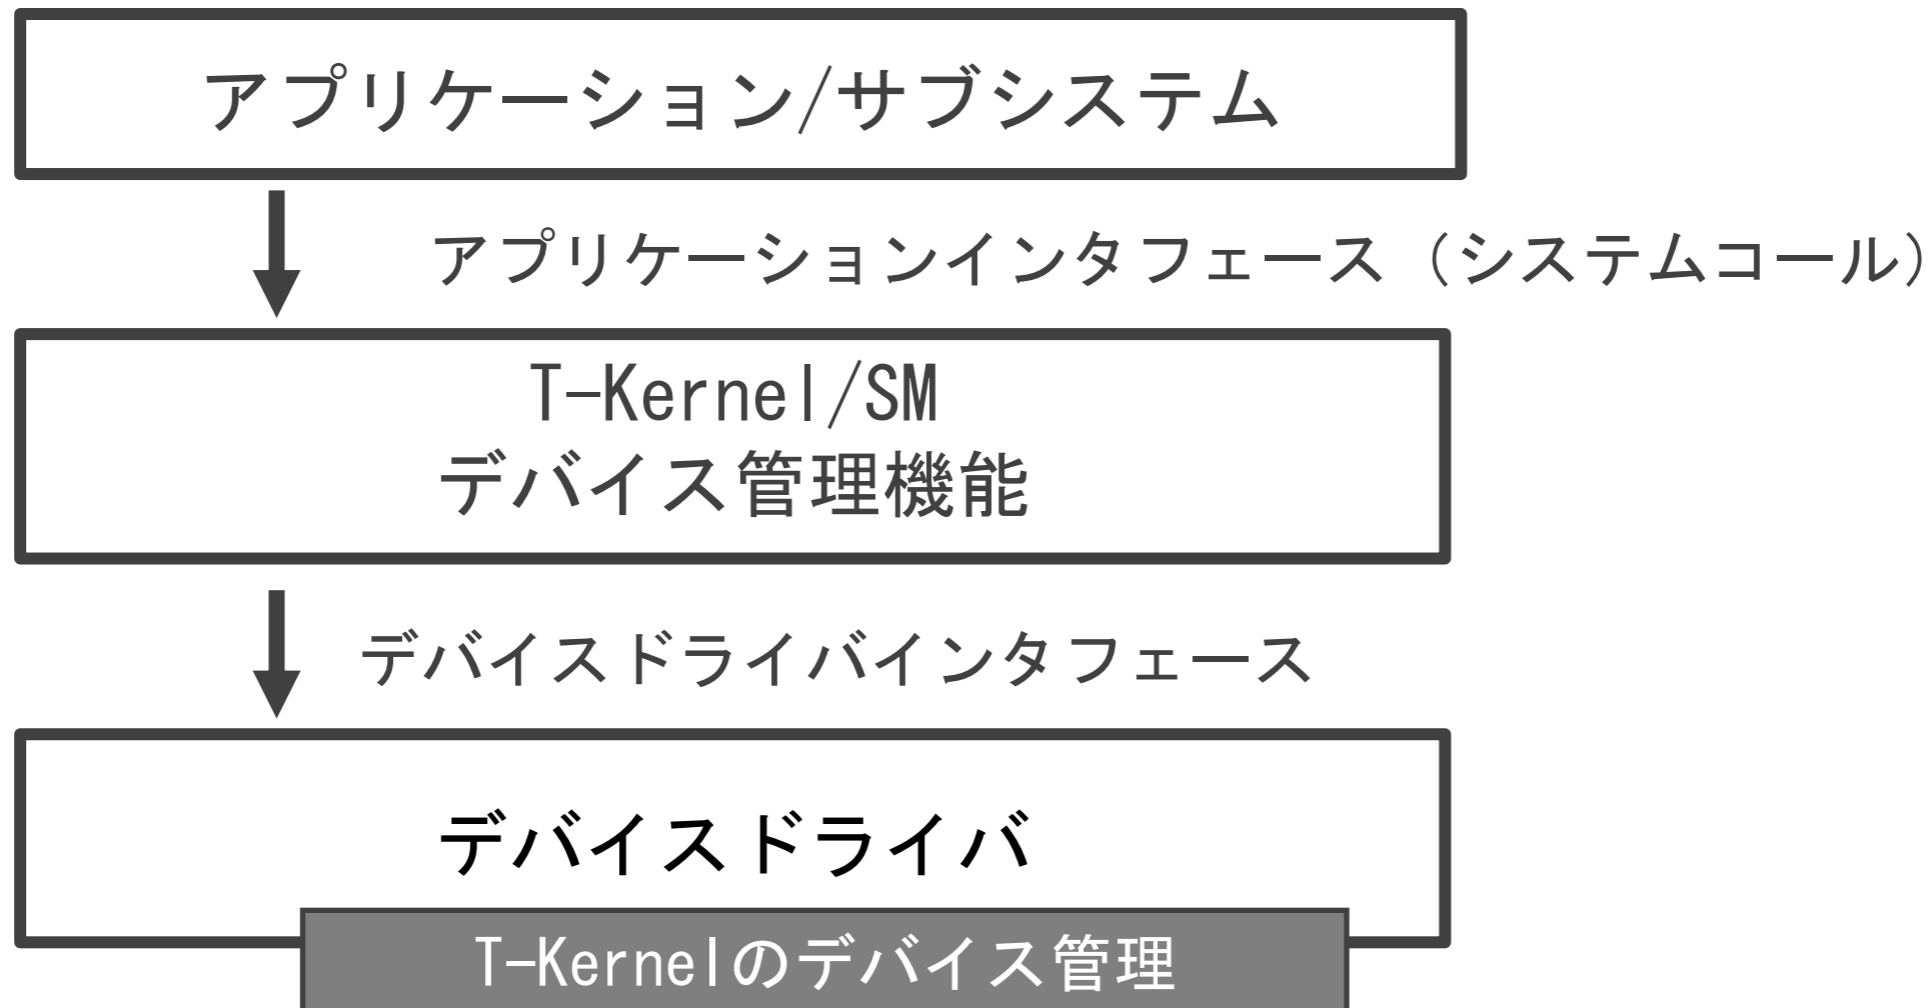 アプリケーション/サブシステム
アプリケーションインタフェース（システムコール）
T-Kernel/SM
デバイス管理機能
デバイスドライバインタフェース
デバイスドライバ
T-Kernelのデバイス管理